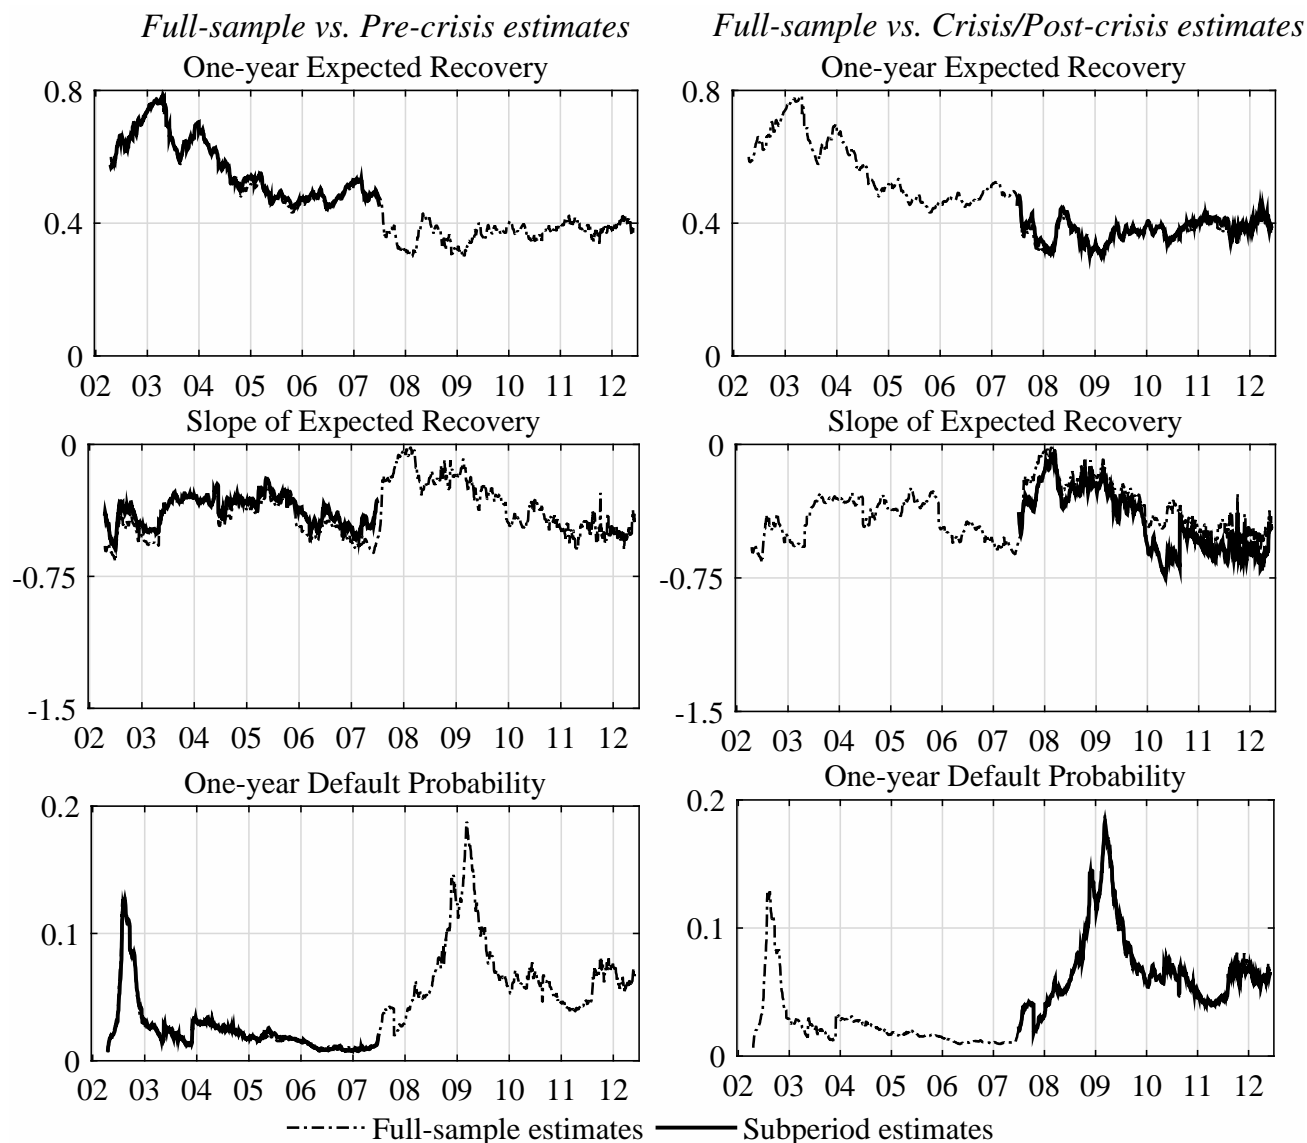 Full-sample vs. Pre-crisis estimates
Full-sample vs. Crisis/Post-crisis estimates
One-year Expected Recovery
0.8
0.4
0
02 03 04 05 06 07 08 09 10 11 12
One-year Expected Recovery
0.8
0.4
0
02 03 04 05 06 07 08 09 10 11 12
Slope of Expected Recovery
0
-0.75
-1.5
02 03 04 05 06 07 08 09 10 11 12
Slope of Expected Recovery
0
-0.75
-1.5
02 03 04 05 06 07 08 09 10 11 12
One-year Default Probability
0.2
0.1
0
02 03 04 05 06 07 08 09 10 11 12
One-year Default Probability
0.2
0.1
0
02 03 04 05 06 07 08 09 10 11 12
Full-sample estimates
Subperiod estimates